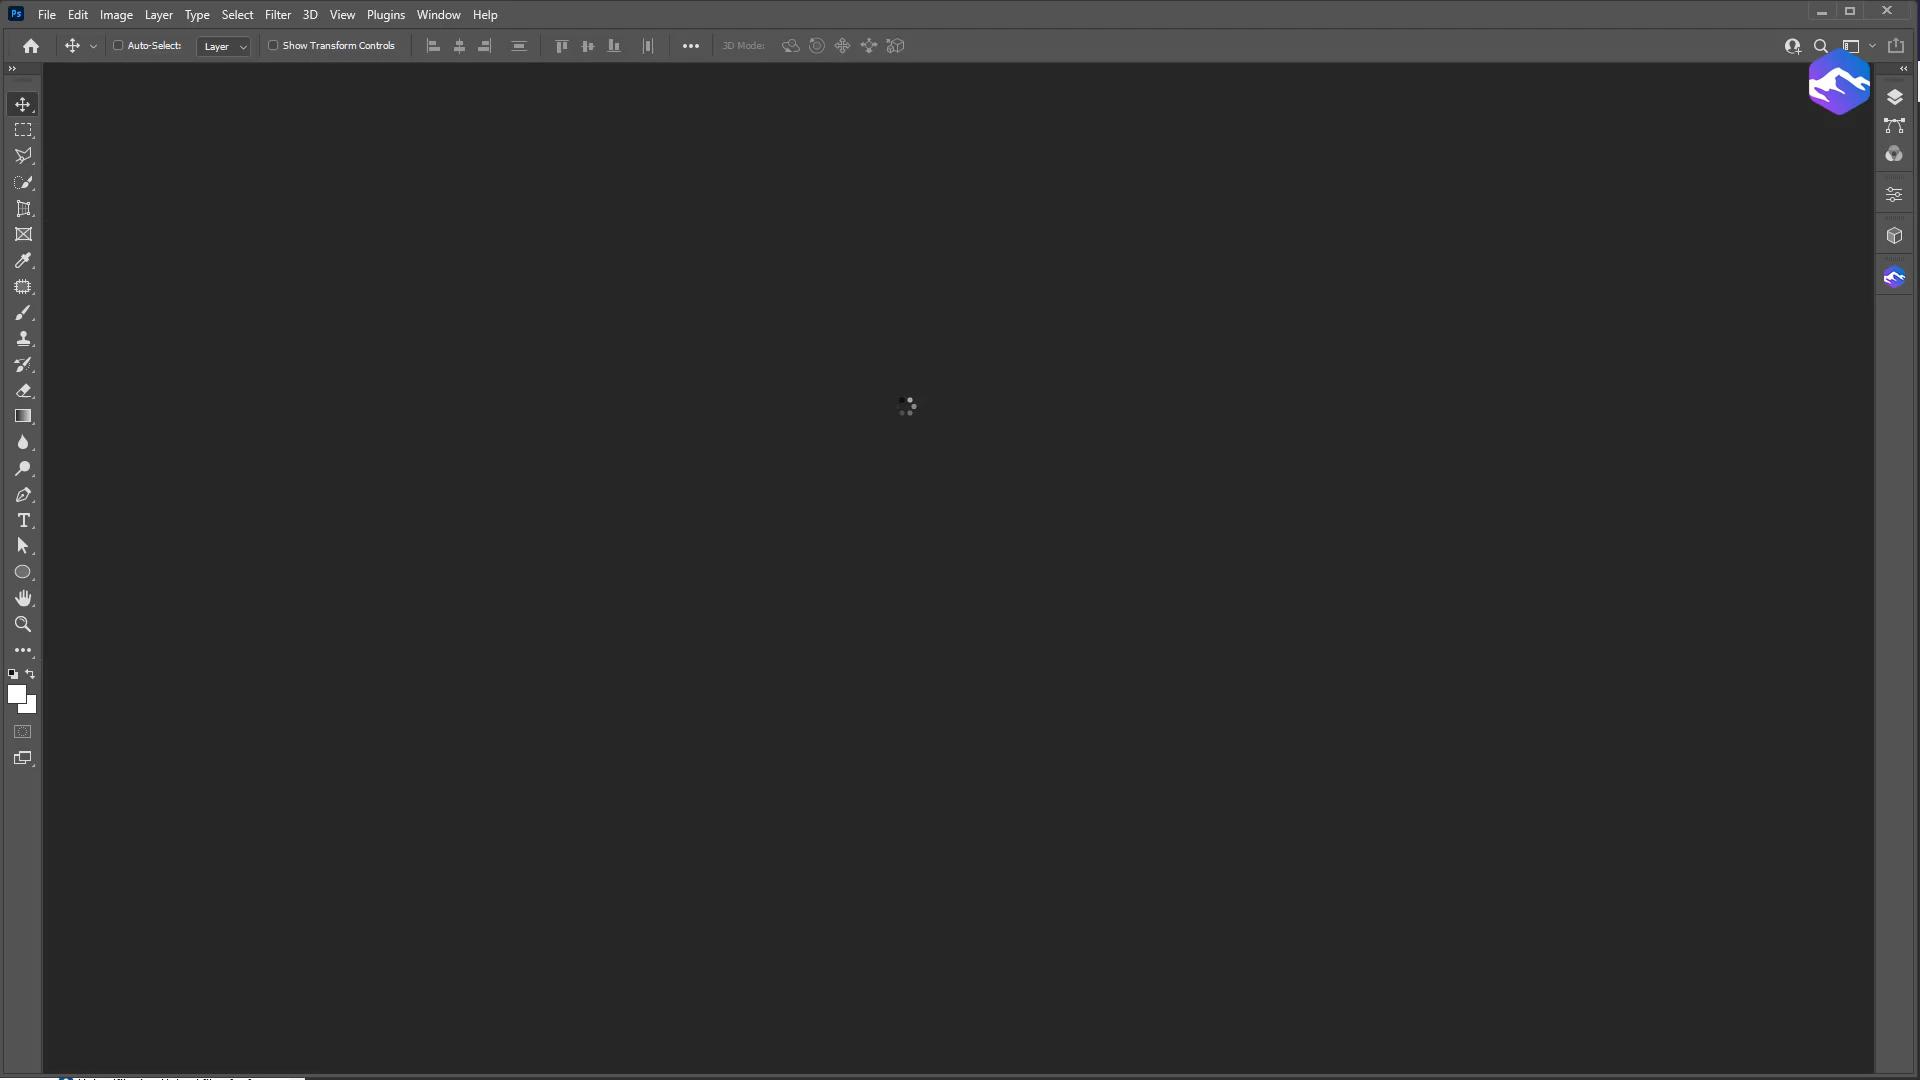 Ps File Edit Image Layer Type Select Filter 3D View Plugins Window Help
Auto-Select: Layer Show Transform Controls 3D Mode: